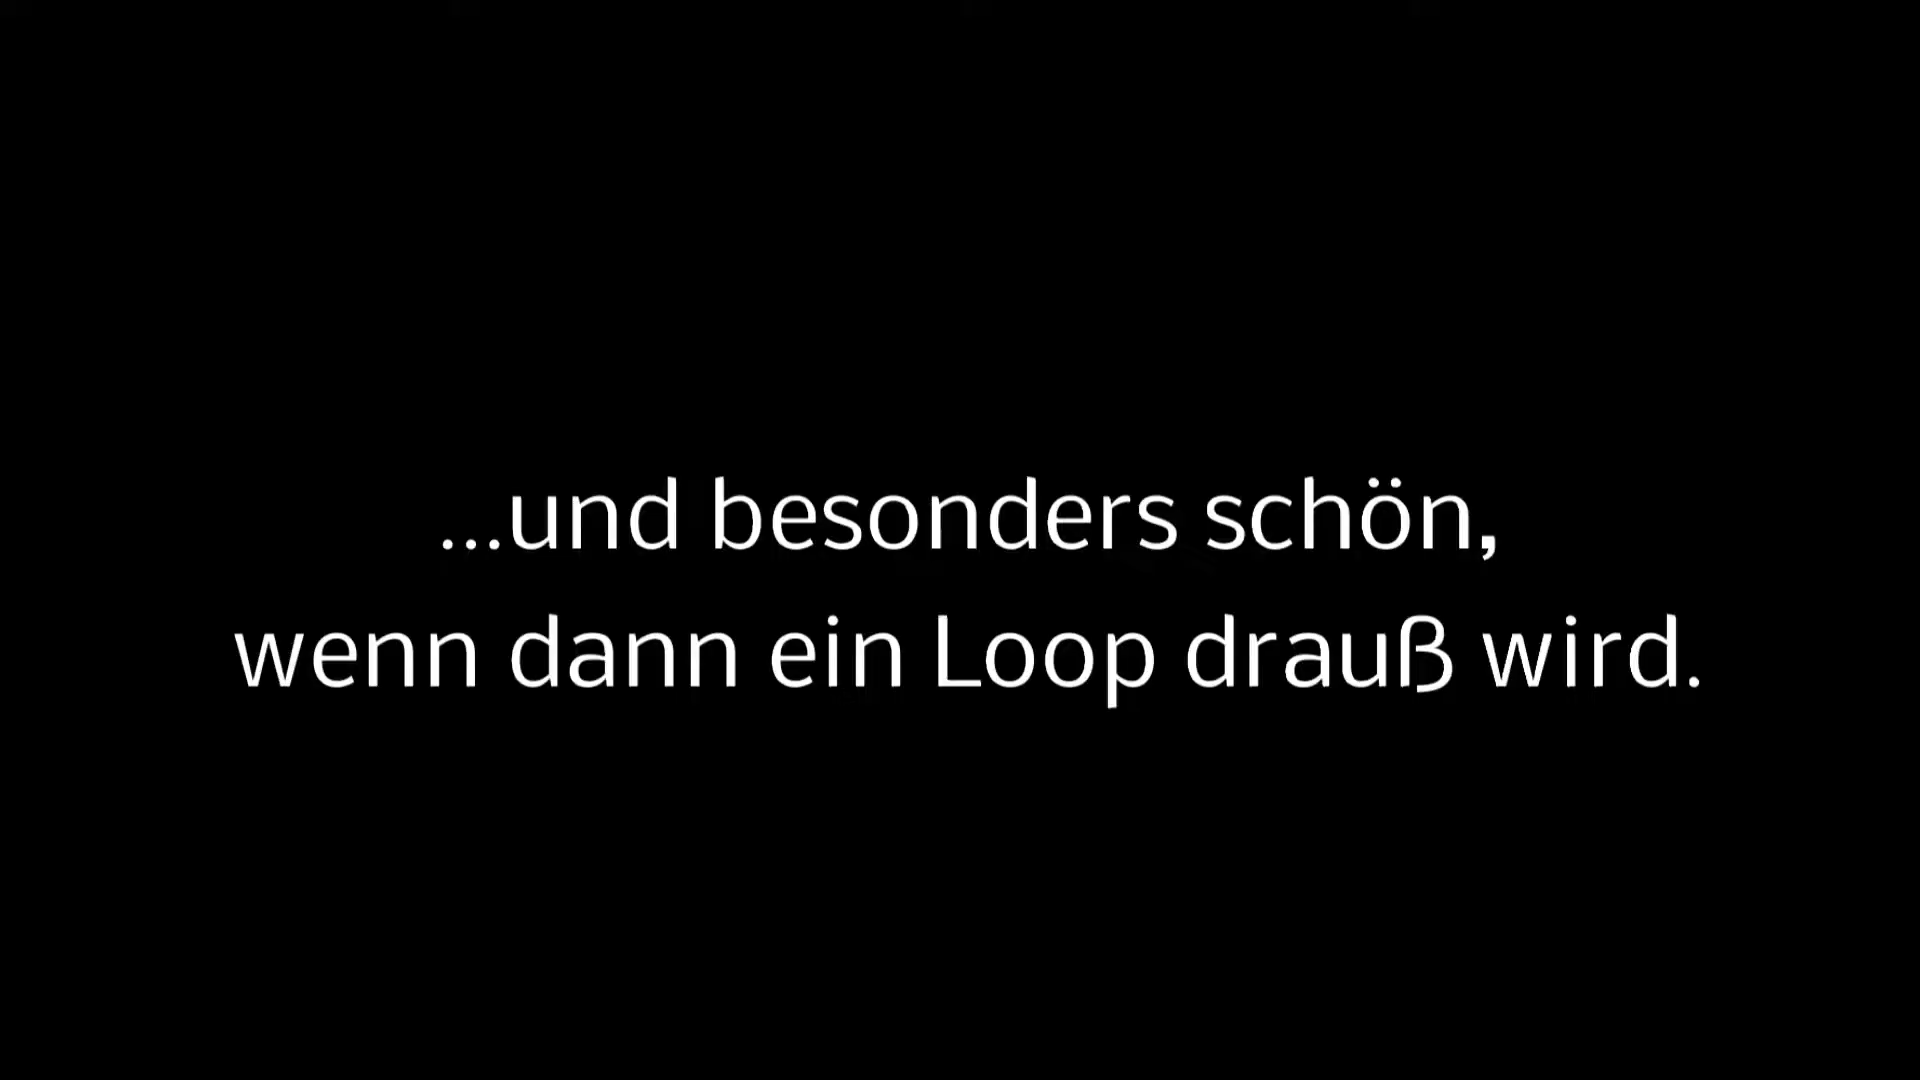 ...und besonders schön,
wenn dann ein Loop drauß wird.